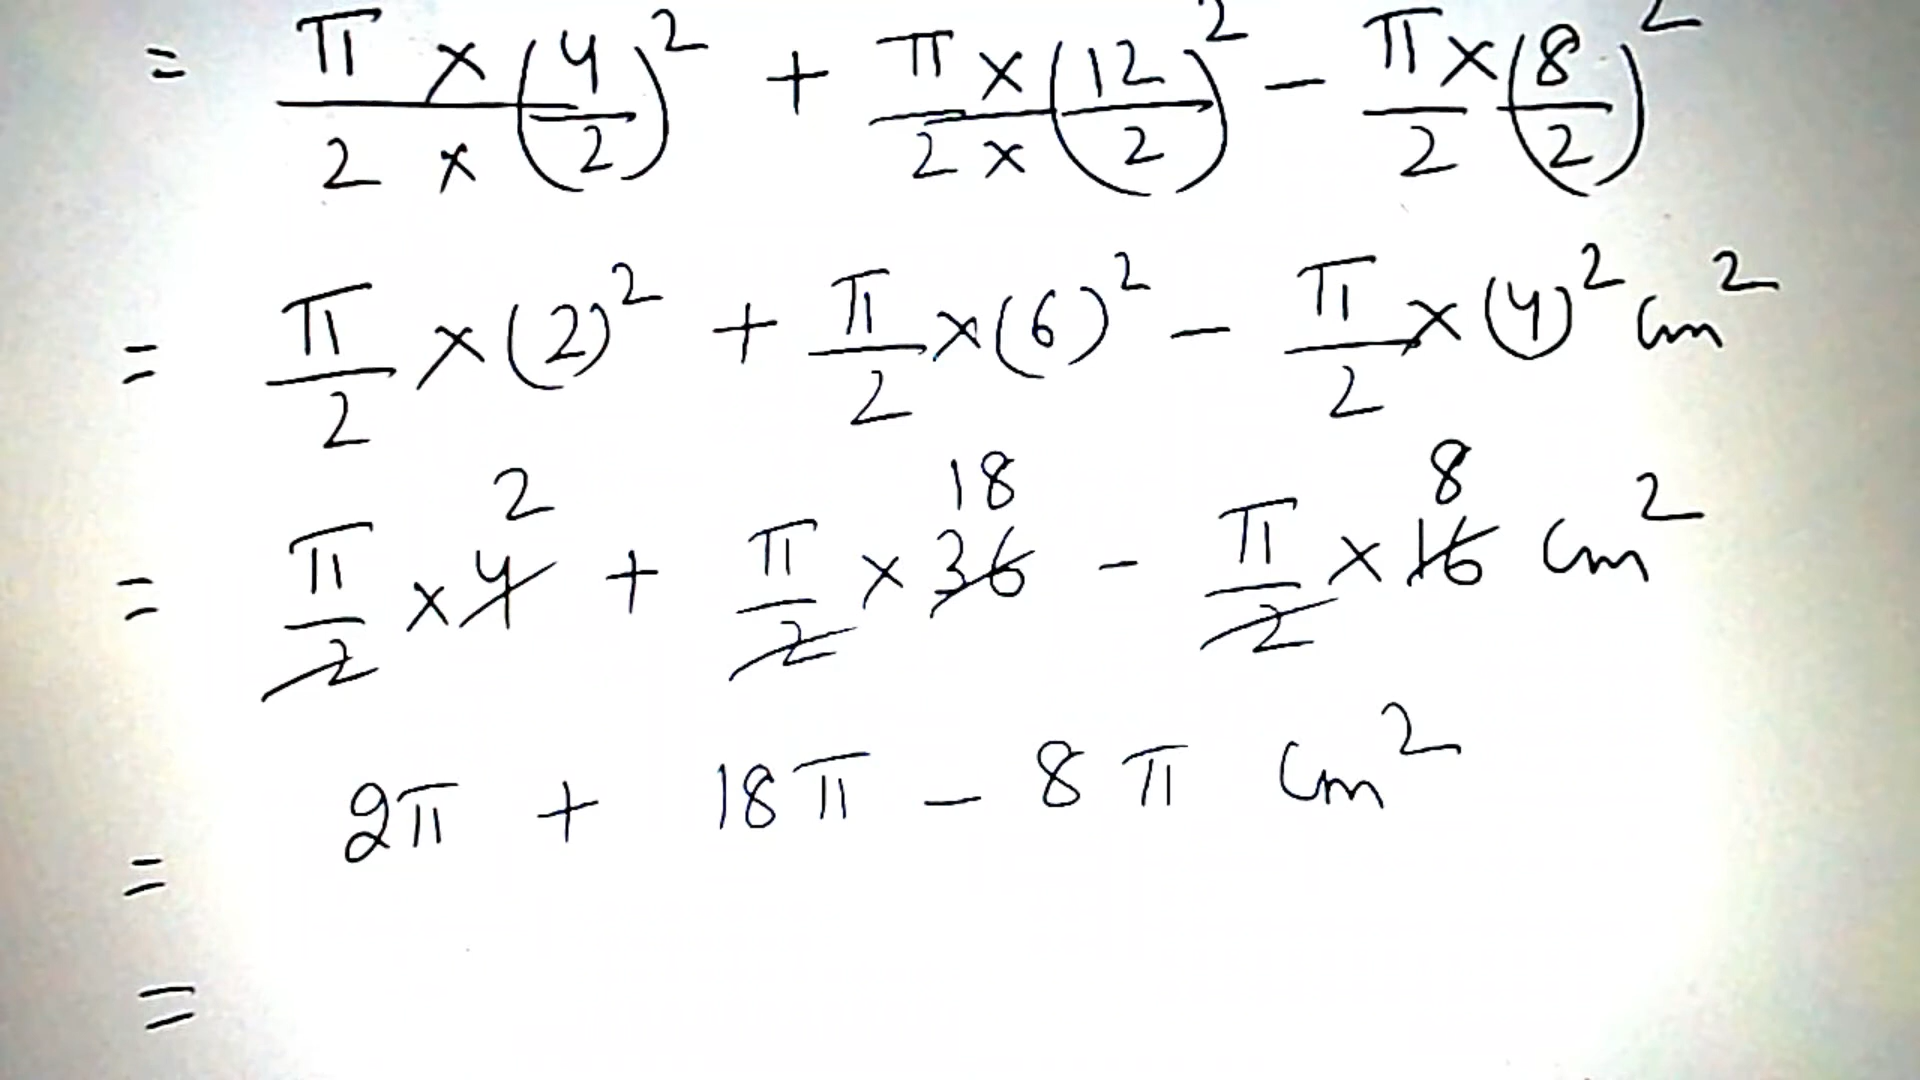 = π/2 × × (4/2)² + π/2 × × (12/2)² − π/2 × (8/2)²
= π/2 × (2)² + π/2 × (6)² − π/2 × (4)² cm²
2 18 8
= π/2 × 4 + π/2 × 36 − π/2 × 16 cm²
= 2π + 18π − 8π cm²
=